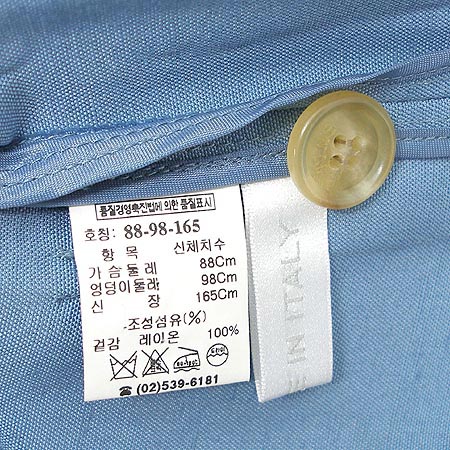 품질경영촉진법에 의한 품질표시
호칭: 88-98-165
항 목 신체치수
가슴둘레 88Cm
엉덩이둘레 98Cm
신 장 165Cm
-조성섬유(%)
겉감 레이온 100%
☎ (02)539-6181
IN ITALY